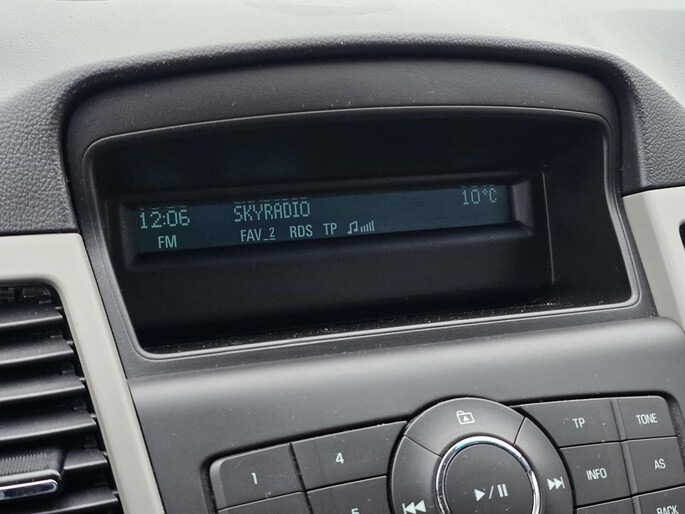 12:06 SKYRADIO 10°C
FM FAV_2 RDS TP
TP TONE
1 4 INFO AS
5 BACK